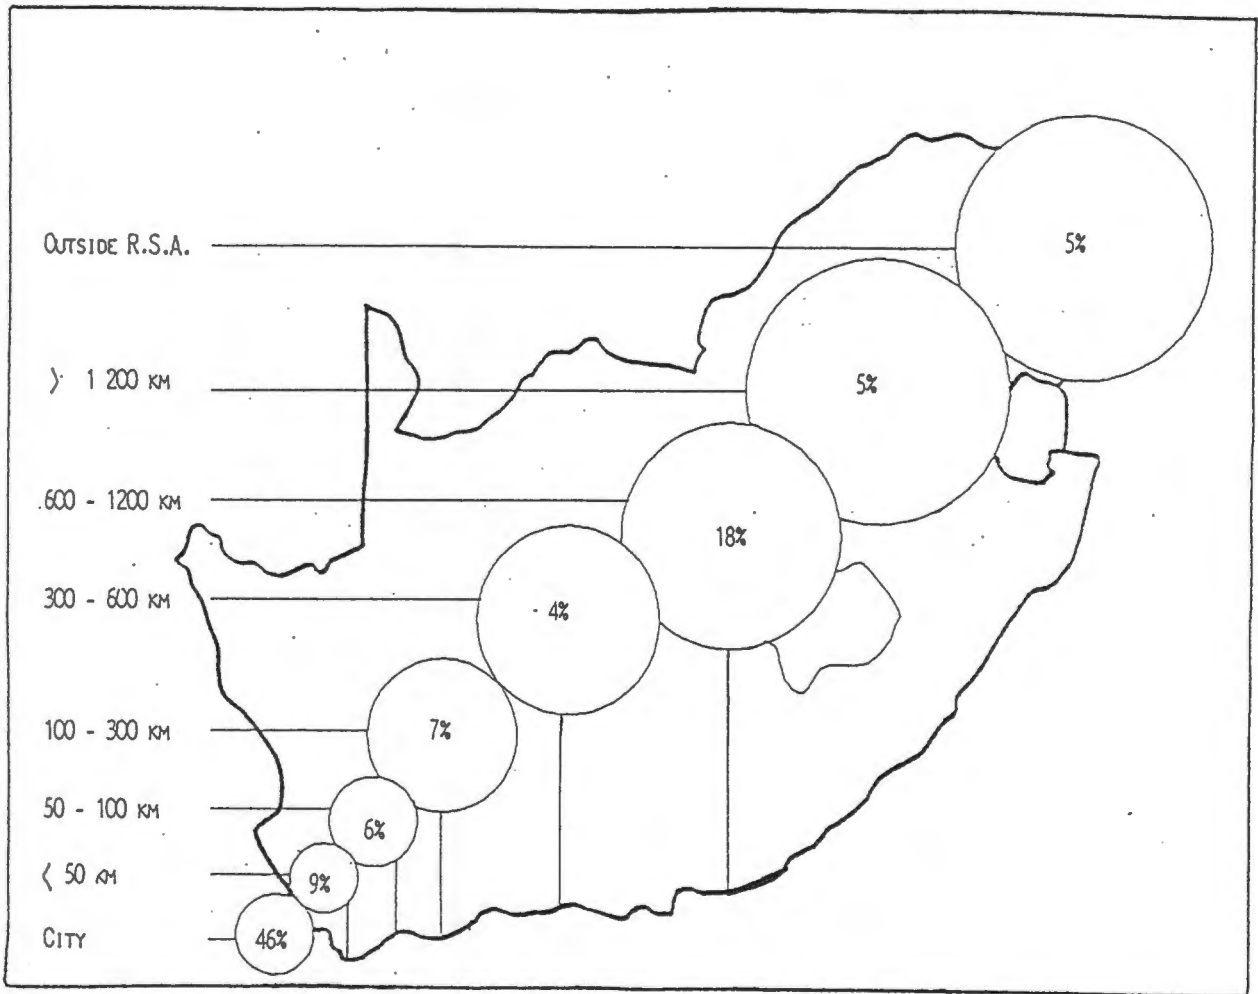 OUTSIDE R.S.A.
5%
> 1 200 KM
5%
600 - 1200 KM
18%
300 - 600 KM
4%
100 - 300 KM
7%
50 - 100 KM
6%
< 50 KM
9%
CITY
46%